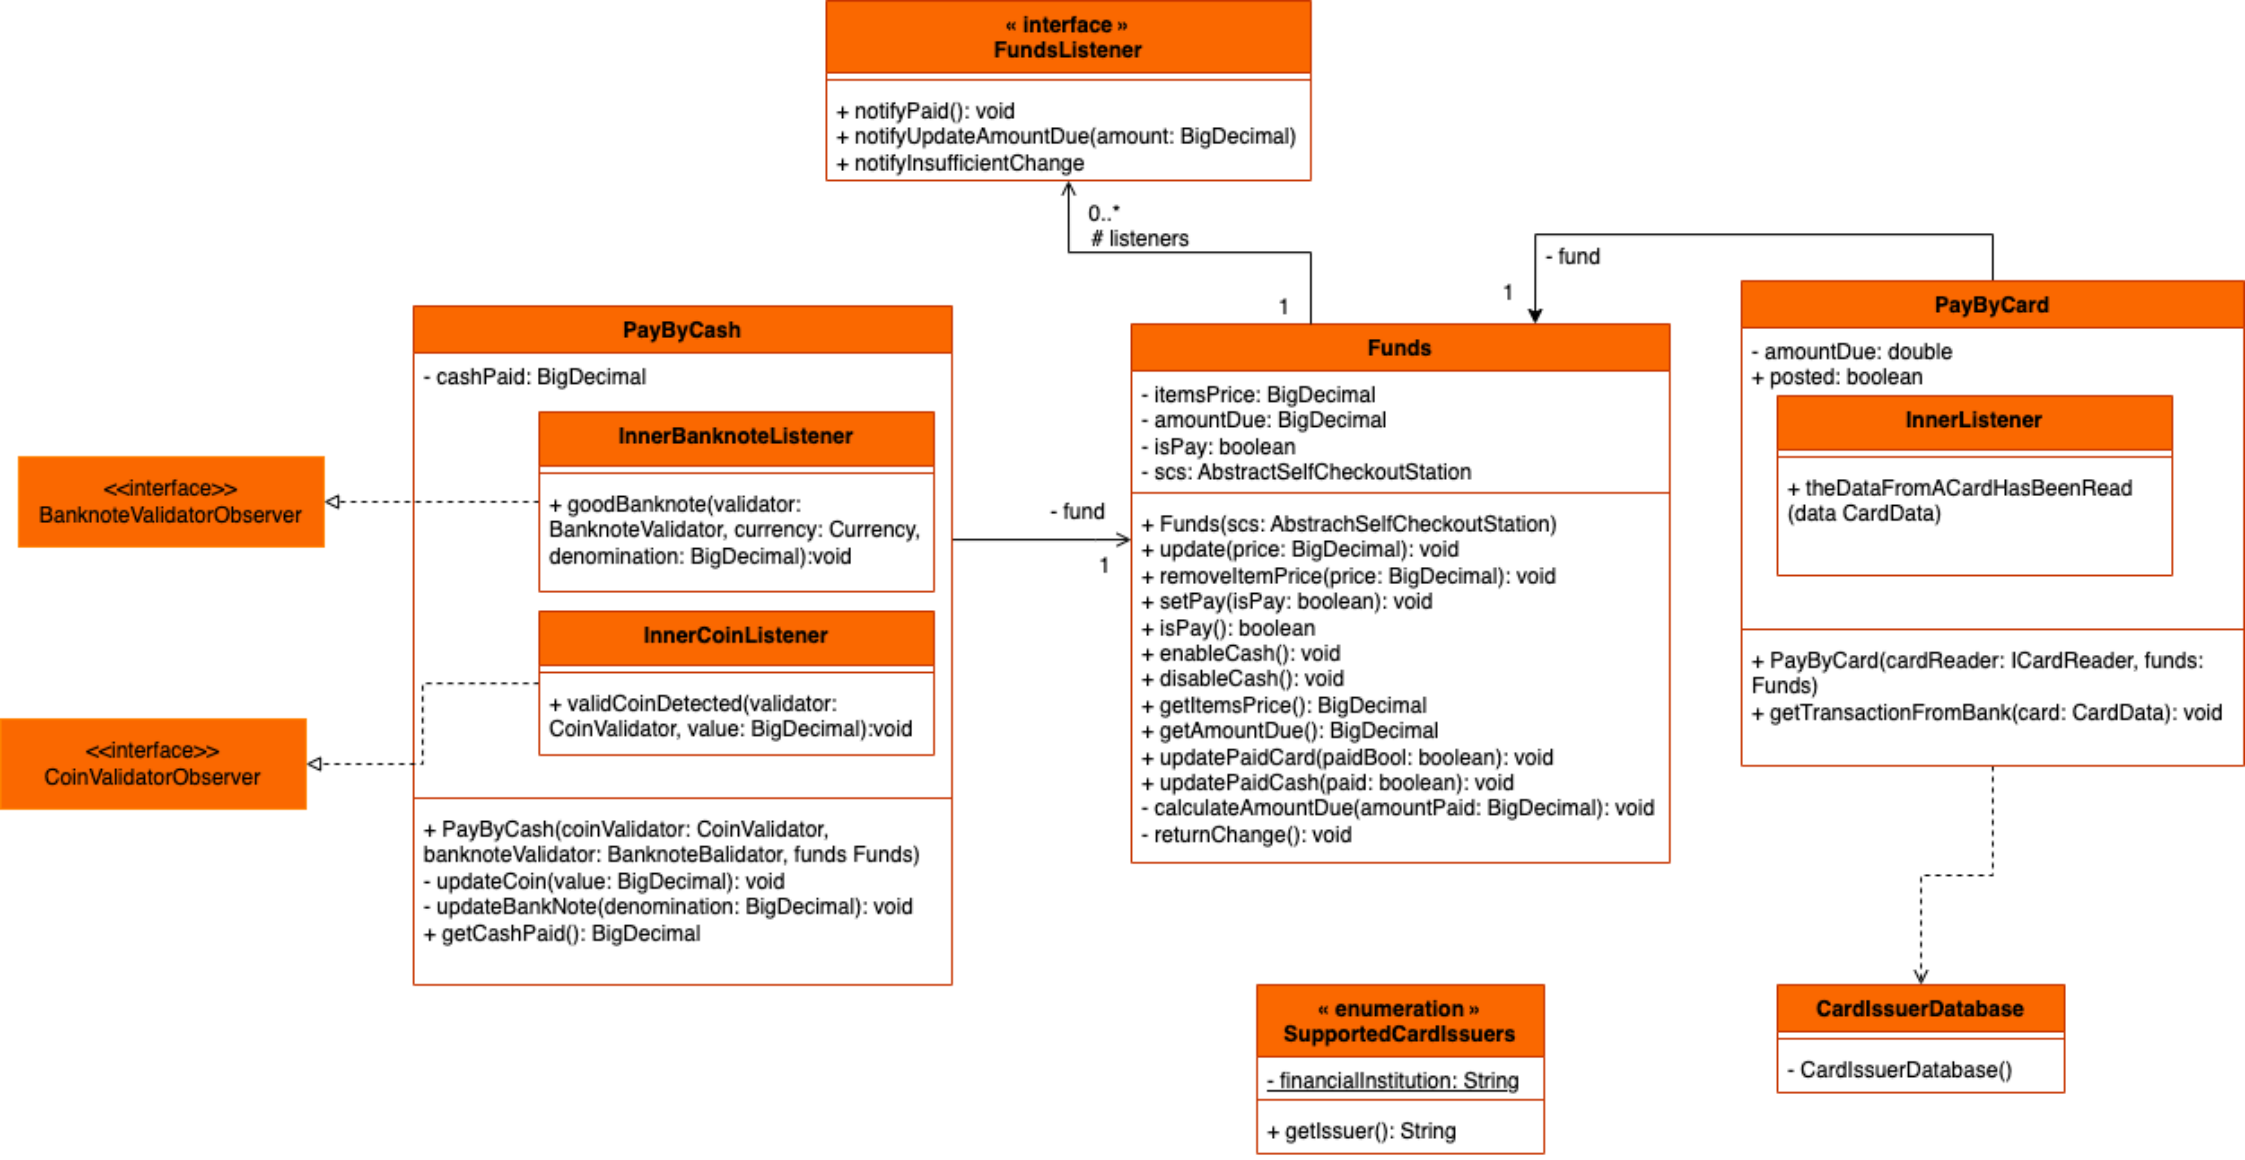 « interface »
FundsListener
+ notifyPaid(): void
+ notifyUpdateAmountDue(amount: BigDecimal)
+ notifyInsufficientChange
0..*
# listeners
1
- fund
1
PayByCash
- cashPaid: BigDecimal
InnerBanknoteListener
+ goodBanknote(validator:
BanknoteValidator, currency: Currency,
denomination: BigDecimal):void
InnerCoinListener
+ validCoinDetected(validator:
CoinValidator, value: BigDecimal):void
+ PayByCash(coinValidator: CoinValidator,
banknoteValidator: BanknoteBalidator, funds Funds)
- updateCoin(value: BigDecimal): void
- updateBankNote(denomination: BigDecimal): void
+ getCashPaid(): BigDecimal
<<interface>>
BanknoteValidatorObserver
<<interface>>
CoinValidatorObserver
- fund
1
Funds
- itemsPrice: BigDecimal
- amountDue: BigDecimal
- isPay: boolean
- scs: AbstractSelfCheckoutStation
+ Funds(scs: AbstrachSelfCheckoutStation)
+ update(price: BigDecimal): void
+ removeItemPrice(price: BigDecimal): void
+ setPay(isPay: boolean): void
+ isPay(): boolean
+ enableCash(): void
+ disableCash(): void
+ getItemsPrice(): BigDecimal
+ getAmountDue(): BigDecimal
+ updatePaidCard(paidBool: boolean): void
+ updatePaidCash(paid: boolean): void
- calculateAmountDue(amountPaid: BigDecimal): void
- returnChange(): void
PayByCard
- amountDue: double
+ posted: boolean
InnerListener
+ theDataFromACardHasBeenRead
(data CardData)
+ PayByCard(cardReader: ICardReader, funds:
Funds)
+ getTransactionFromBank(card: CardData): void
« enumeration »
SupportedCardIssuers
- financialInstitution: String
+ getIssuer(): String
CardIssuerDatabase
- CardIssuerDatabase()